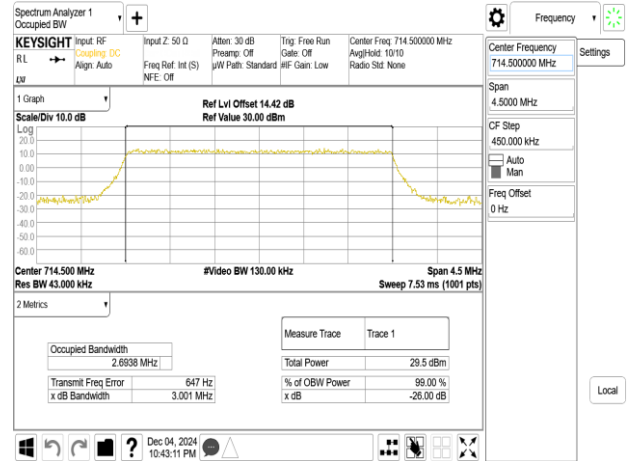 Spectrum Analyzer 1
Occupied BW
Frequency
KEYSIGHT
RL
Input: RF
Coupling: DC
Align: Auto
Input Z: 50 Ω
Freq Ref: Int (S)
NFE: Off
Atten: 30 dB
Preamp: Off
µW Path: Standard
Trig: Free Run
Gate: Off
#IF Gain: Low
Center Freq: 714.500000 MHz
Avg|Hold: 10/10
Radio Std: None
LXI
1 Graph
Scale/Div 10.0 dB
Ref Lvl Offset 14.42 dB
Ref Value 30.00 dBm
Log
20.0
10.0
0.00
-10.0
-20.0
-30.0
-40.0
-50.0
-60.0
Center 714.500 MHz
#Video BW 130.00 kHz
Span 4.5 MHz
Res BW 43.000 kHz
Sweep 7.53 ms (1001 pts)
2 Metrics
Measure Trace
Trace 1
Occupied Bandwidth
2.6938 MHz
Total Power
29.5 dBm
Transmit Freq Error
647 Hz
% of OBW Power
99.00 %
x dB Bandwidth
3.001 MHz
x dB
-26.00 dB
?
Dec 04, 2024
10:43:11 PM
Center Frequency
714.500000 MHz
Span
4.5000 MHz
CF Step
450.000 kHz
Auto
Man
Freq Offset
0 Hz
Settings
Local